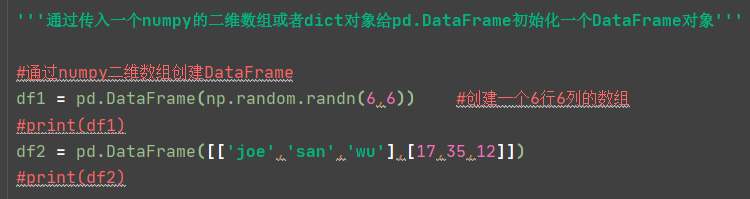 '''通过传入一个numpy的二维数组或者dict对象给pd.DataFrame初始化一个DataFrame对象'''
#通过numpy二维数组创建DataFrame
df1 = pd.DataFrame(np.random.randn(6,6)) #创建一个6行6列的数组
#print(df1)
df2 = pd.DataFrame([['joe','san','wu'],[17,35,12]])
#print(df2)